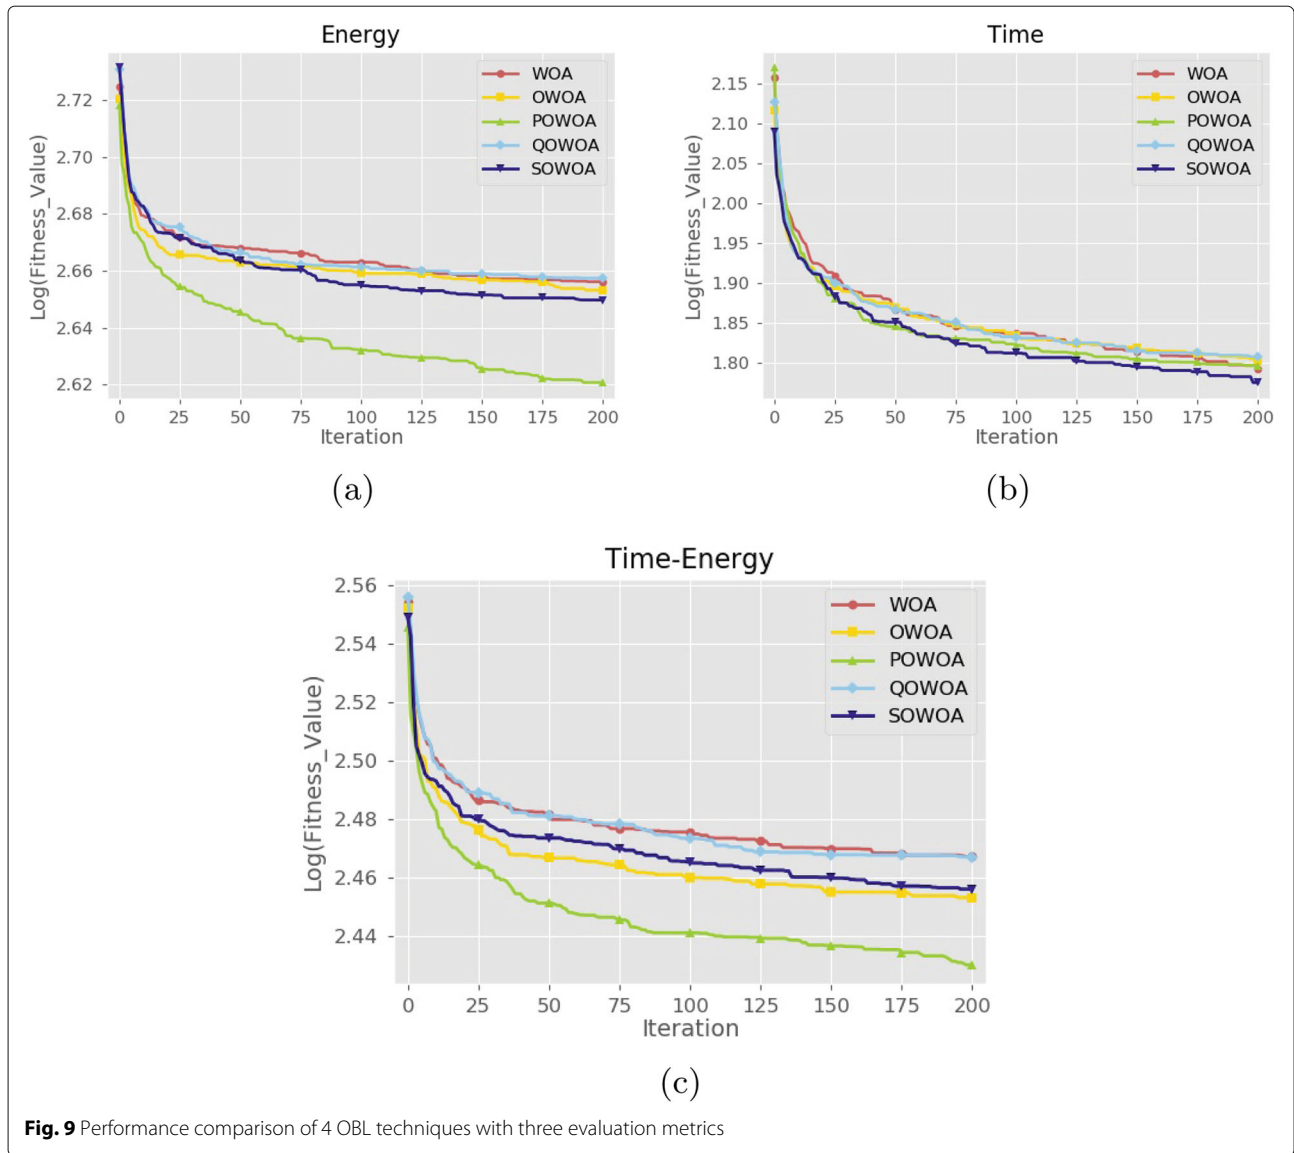 Energy
Log(Fitness_Value)
2.72
2.70
2.68
2.66
2.64
2.62
WOA
OWOA
POWOA
QOWOA
SOWOA
0 25 50 75 100 125 150 175 200
Iteration
(a)
Time
Log(Fitness_Value)
2.15
2.10
2.05
2.00
1.95
1.90
1.85
1.80
WOA
OWOA
POWOA
QOWOA
SOWOA
0 25 50 75 100 125 150 175 200
Iteration
(b)
Time-Energy
Log(Fitness_Value)
2.56
2.54
2.52
2.50
2.48
2.46
2.44
WOA
OWOA
POWOA
QOWOA
SOWOA
0 25 50 75 100 125 150 175 200
Iteration
(c)
Fig. 9 Performance comparison of 4 OBL techniques with three evaluation metrics